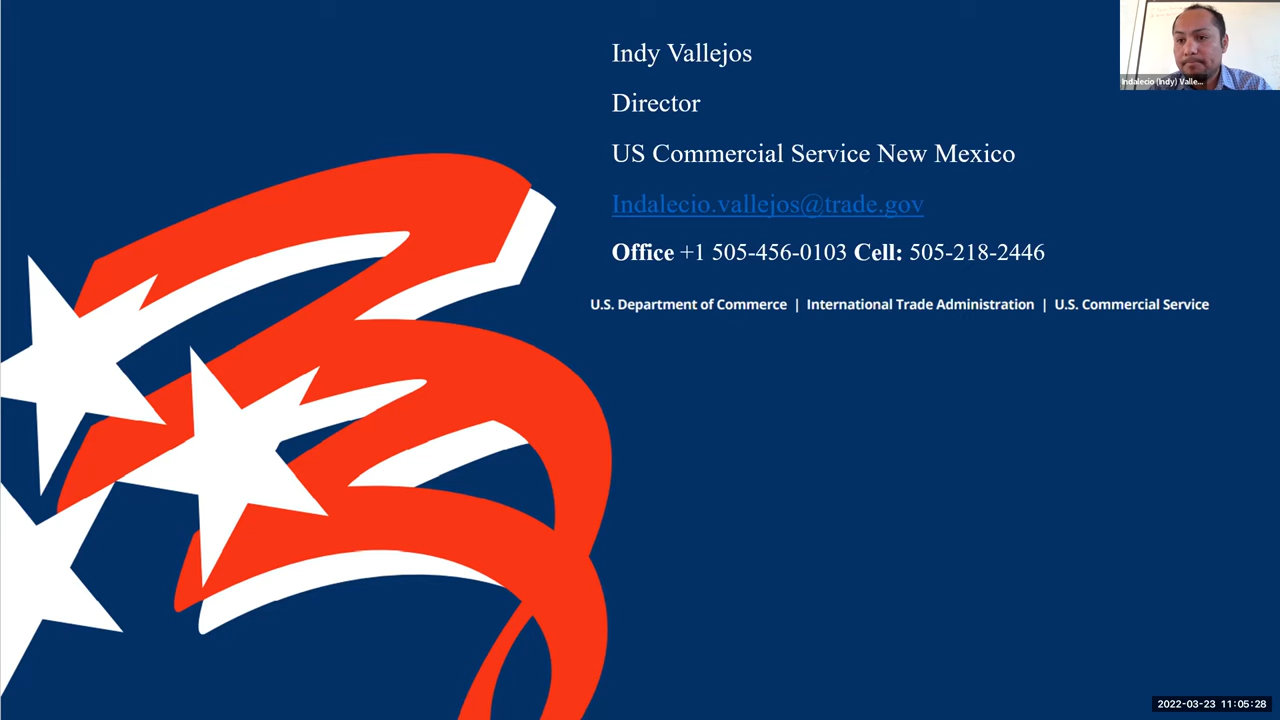 Indy Vallejos
Director
US Commercial Service New Mexico
Indalecio.vallejos@trade.gov
Office +1 505-456-0103 Cell: 505-218-2446
U.S. Department of Commerce | International Trade Administration | U.S. Commercial Service
Indalecio (Indy) Valle...
2022-03-23 11:05:28